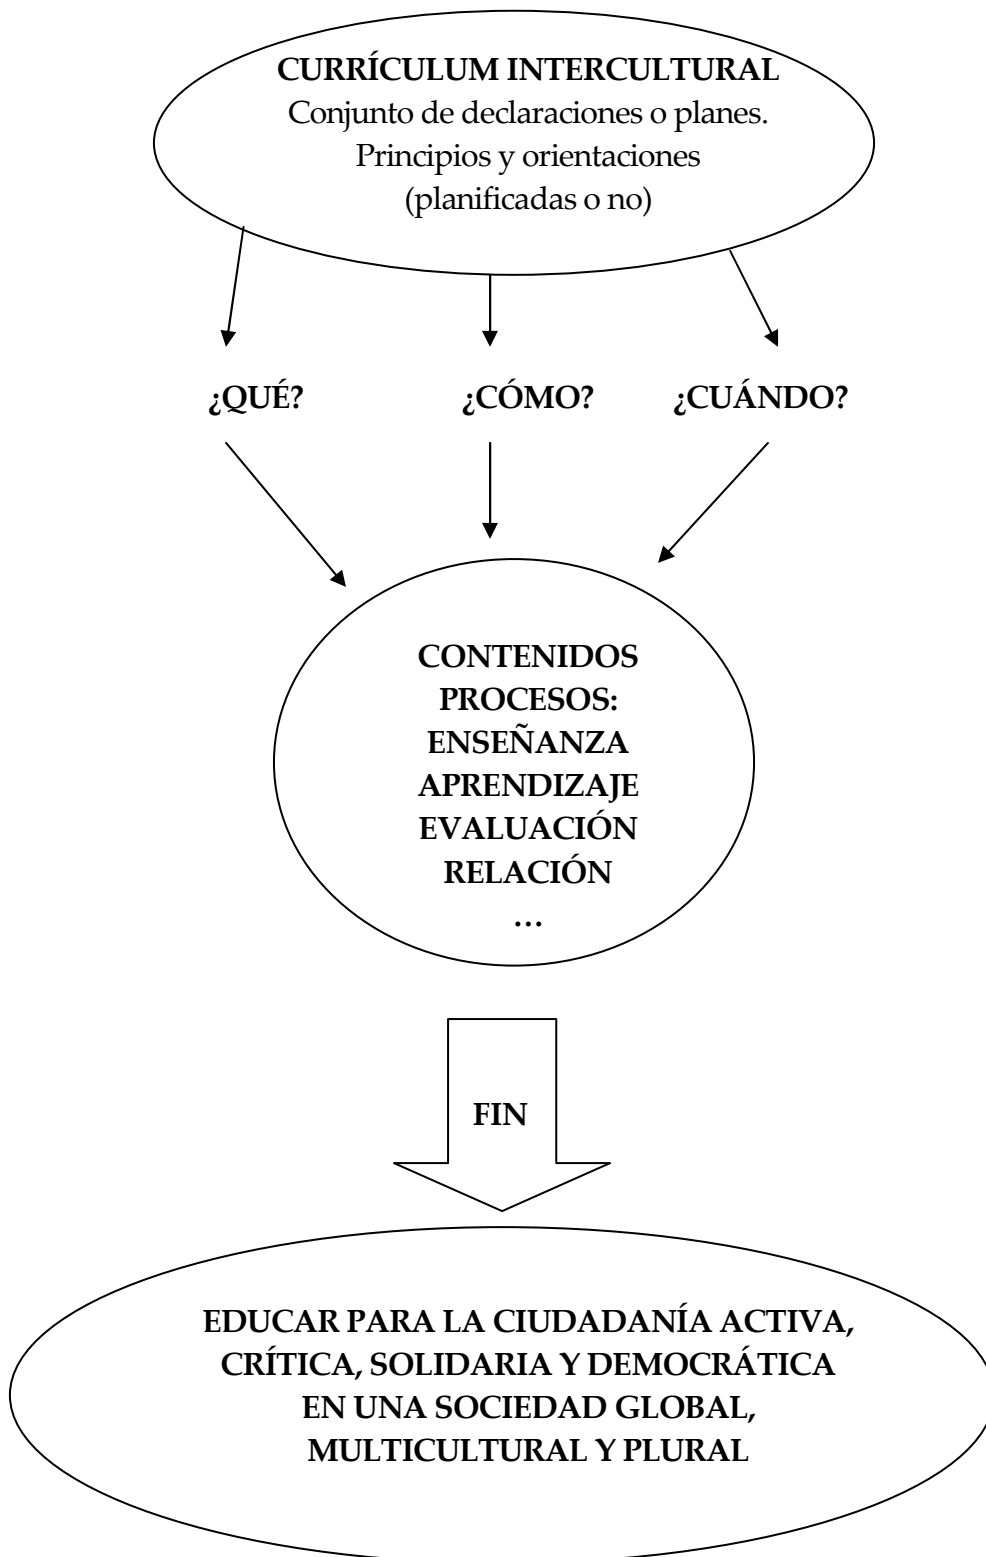 CURRÍCULUM INTERCULTURAL
Conjunto de declaraciones o planes.
Principios y orientaciones
(planificadas o no)
¿QUÉ?
¿CÓMO?
¿CUÁNDO?
CONTENIDOS
PROCESOS:
ENSEÑANZA
APRENDIZAJE
EVALUACIÓN
RELACIÓN
…
FIN
EDUCAR PARA LA CIUDADANÍA ACTIVA,
CRÍTICA, SOLIDARIA Y DEMOCRÁTICA
EN UNA SOCIEDAD GLOBAL,
MULTICULTURAL Y PLURAL